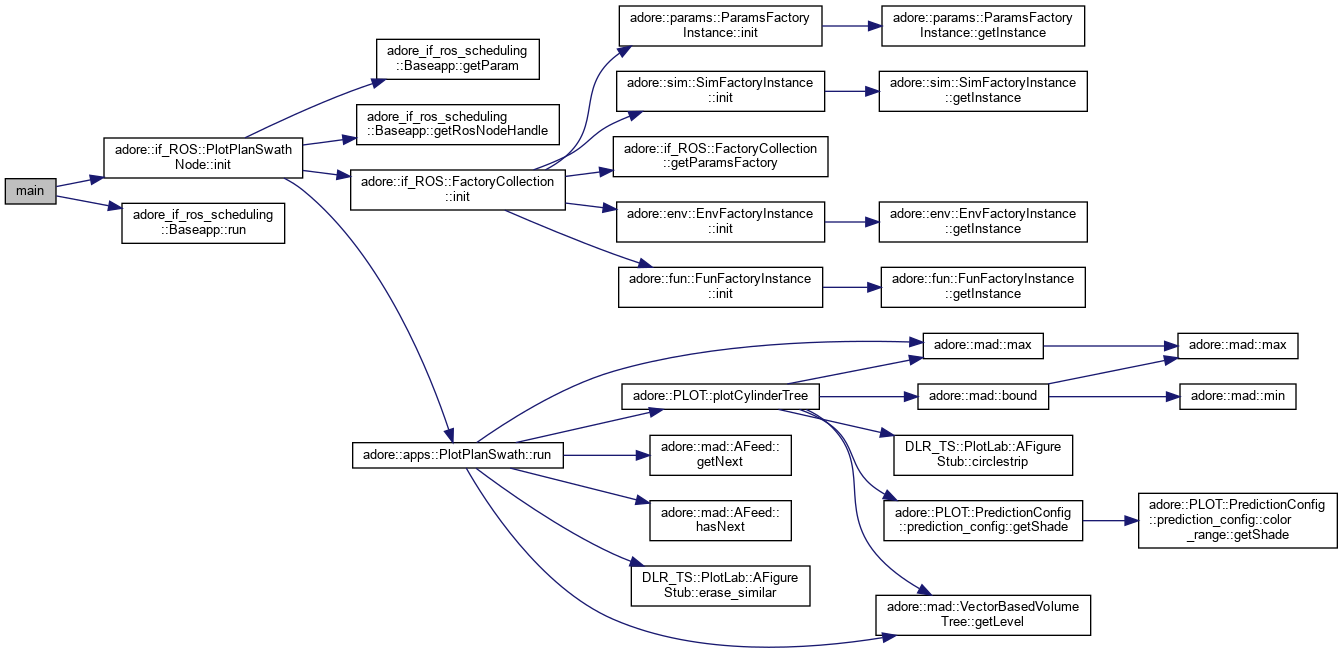 main
adore::if_ROS::PlotPlanSwath
Node::init
adore_if_ros_scheduling
::Baseapp::run
adore_if_ros_scheduling
::Baseapp::getParam
adore_if_ros_scheduling
::Baseapp::getRosNodeHandle
adore::if_ROS::FactoryCollection
::init
adore::apps::PlotPlanSwath::run
adore::params::ParamsFactory
Instance::init
adore::params::ParamsFactory
Instance::getInstance
adore::sim::SimFactoryInstance
::init
adore::sim::SimFactoryInstance
::getInstance
adore::if_ROS::FactoryCollection
::getParamsFactory
adore::env::EnvFactoryInstance
::init
adore::env::EnvFactoryInstance
::getInstance
adore::fun::FunFactoryInstance
::init
adore::fun::FunFactoryInstance
::getInstance
adore::mad::max
adore::mad::max
adore::PLOT::plotCylinderTree
adore::mad::bound
adore::mad::min
adore::mad::AFeed::
getNext
DLR_TS::PlotLab::AFigure
Stub::circlestrip
adore::mad::AFeed::
hasNext
adore::PLOT::PredictionConfig
::prediction_config::getShade
adore::PLOT::PredictionConfig
::prediction_config::color
_range::getShade
DLR_TS::PlotLab::AFigure
Stub::erase_similar
adore::mad::VectorBasedVolume
Tree::getLevel